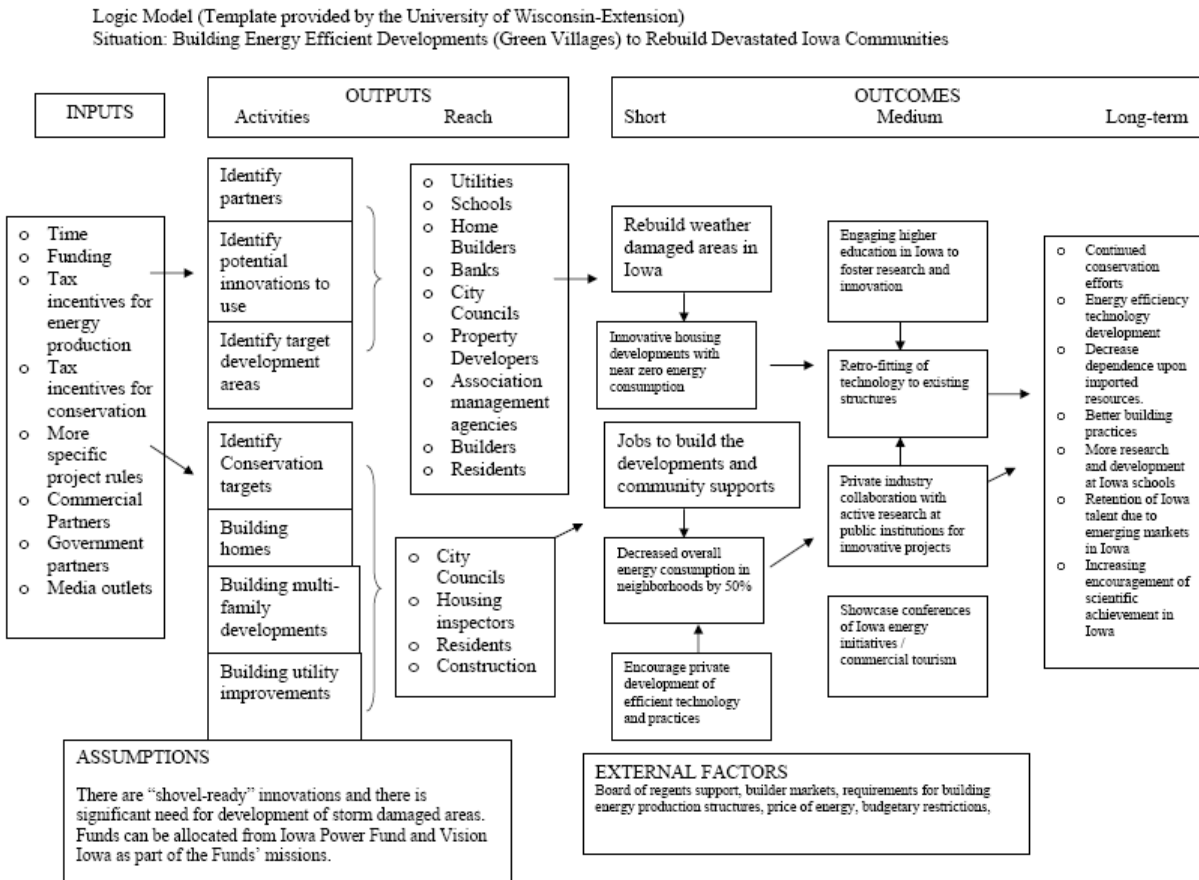 Logic Model (Template provided by the University of Wisconsin-Extension)
Situation: Building Energy Efficient Developments (Green Villages) to Rebuild Devastated Iowa Communities
INPUTS
OUTPUTS
Activities Reach
OUTCOMES
Short Medium Long-term
o Time
o Funding
o Tax
incentives for
energy
production
o Tax
incentives for
conservation
o More
specific
project rules
o Commercial
Partners
o Government
partners
o Media outlets
Identify
partners
Identify
potential
innovations to
use
Identify target
development
areas
Identify
Conservation
targets
Building
homes
Building multi-
family
developments
Building utility
improvements
o Utilities
o Schools
o Home
Builders
o Banks
o City
Councils
o Property
Developers
o Association
management
agencies
o Builders
o Residents
o City
Councils
o Housing
inspectors
o Residents
o Construction
Rebuild weather
damaged areas in
Iowa
Innovative housing
developments with
near zero energy
consumption
Jobs to build the
developments and
community supports
Decreased overall
energy consumption in
neighborhoods by 50%
Encourage private
development of
efficient technology
and practices
Engaging higher
education in Iowa to
foster research and
innovation
Retro-fitting of
technology to existing
structures
Private industry
collaboration with
active research at
public institutions for
innovative projects
Showcase conferences
of Iowa energy
initiatives /
commercial tourism
o Continued
conservation
efforts
o Energy efficiency
technology
development
o Decrease
dependence upon
imported
resources.
o Better building
practices
o More research
and development
at Iowa schools
o Retention of Iowa
talent due to
emerging markets
in Iowa
o Increasing
encouragement of
scientific
achievement in
Iowa
ASSUMPTIONS
There are “shovel-ready” innovations and there is
significant need for development of storm damaged areas.
Funds can be allocated from Iowa Power Fund and Vision
Iowa as part of the Funds’ missions.
EXTERNAL FACTORS
Board of regents support, builder markets, requirements for building
energy production structures, price of energy, budgetary restrictions,